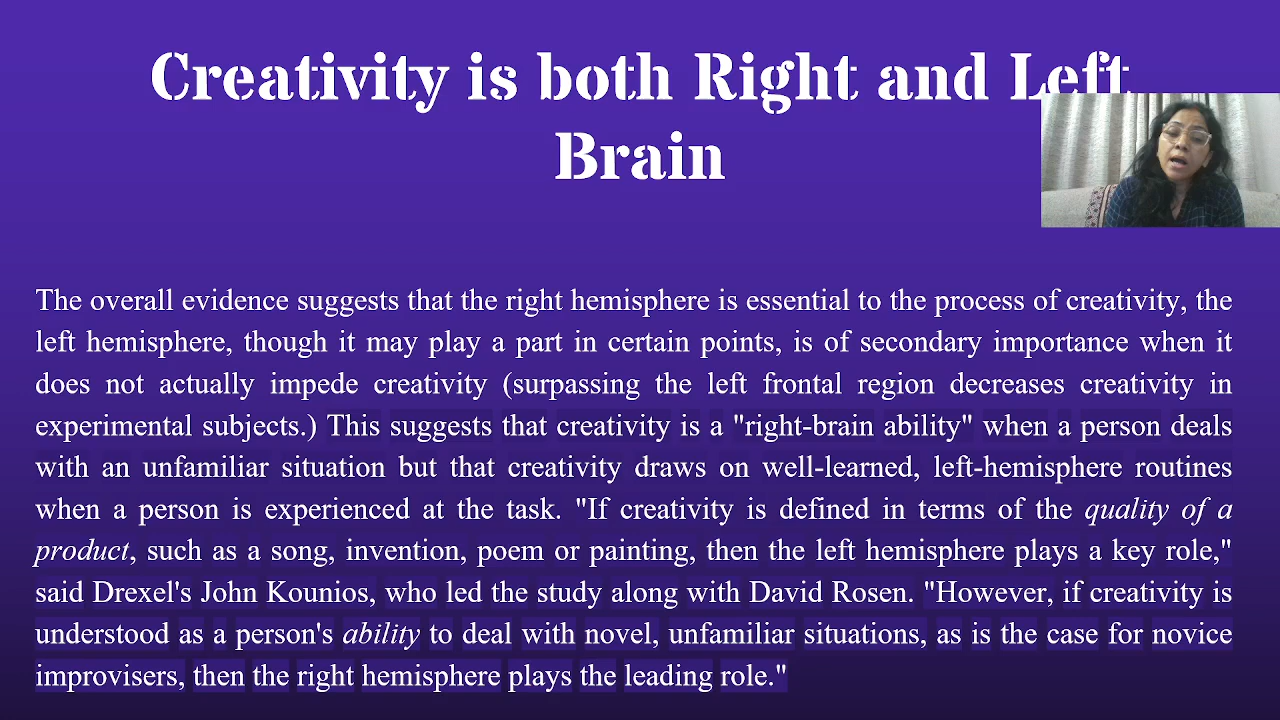 Creativity is both Right and Left
Brain
The overall evidence suggests that the right hemisphere is essential to the process of creativity, the
left hemisphere, though it may play a part in certain points, is of secondary importance when it
does not actually impede creativity (surpassing the left frontal region decreases creativity in
experimental subjects.) This suggests that creativity is a "right-brain ability" when a person deals
with an unfamiliar situation but that creativity draws on well-learned, left-hemisphere routines
when a person is experienced at the task. "If creativity is defined in terms of the quality of a
product, such as a song, invention, poem or painting, then the left hemisphere plays a key role,"
said Drexel's John Kounios, who led the study along with David Rosen. "However, if creativity is
understood as a person's ability to deal with novel, unfamiliar situations, as is the case for novice
improvisers, then the right hemisphere plays the leading role."